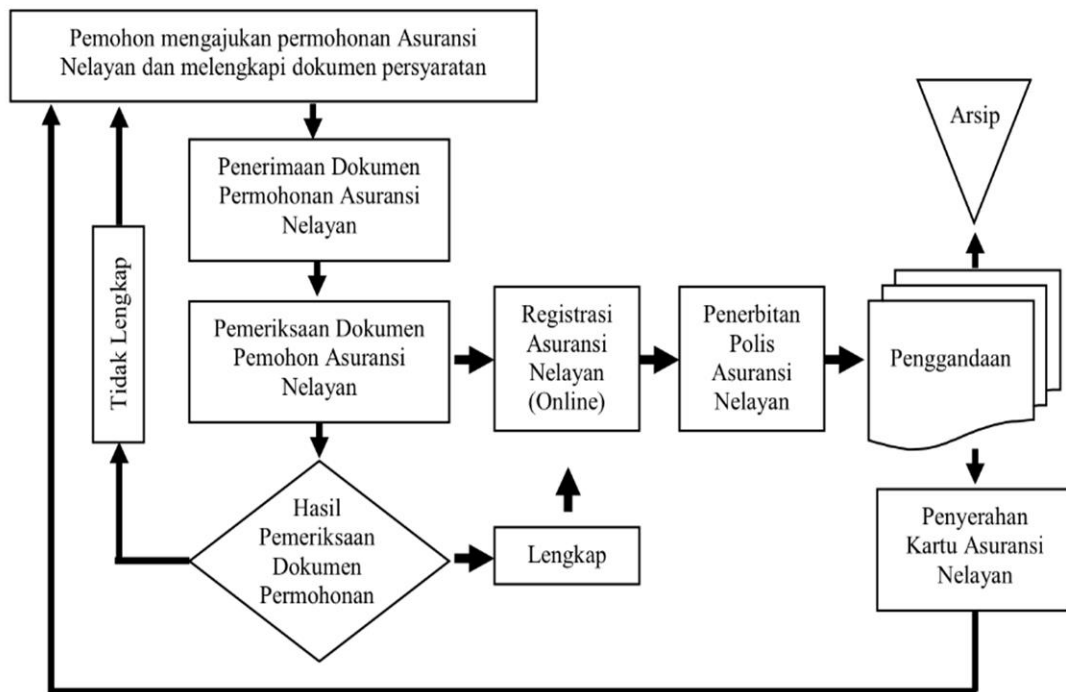 Pemohon mengajukan permohonan Asuransi
Nelayan dan melengkapi dokumen persyaratan
Arsip
Penerimaan Dokumen
Permohonan Asuransi
Nelayan
Tidak Lengkap
Pemeriksaan Dokumen
Pemohon Asuransi
Nelayan
Registrasi
Asuransi
Nelayan
(Online)
Penerbitan
Polis
Asuransi
Nelayan
Penggandaan
Hasil
Pemeriksaan
Dokumen
Permohonan
Lengkap
Penyerahan
Kartu Asuransi
Nelayan